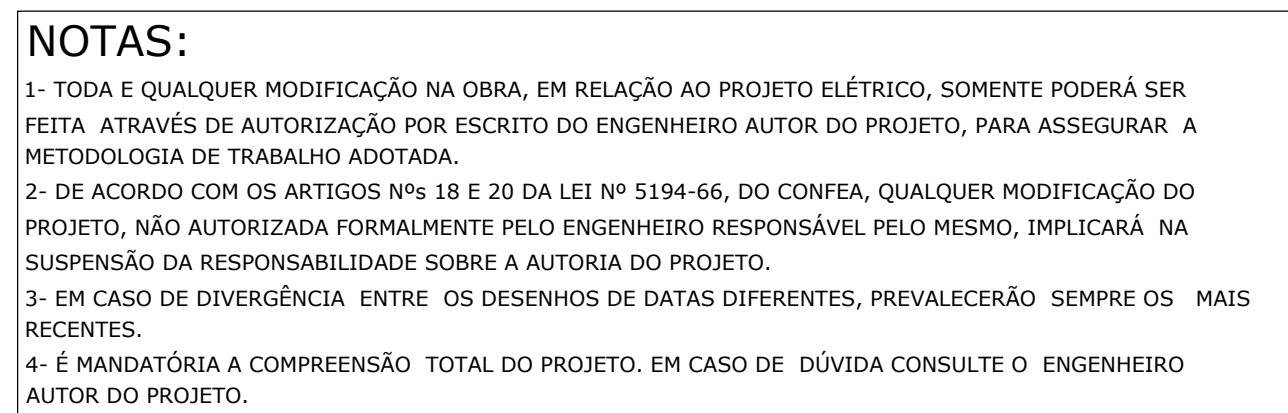 NOTAS:
1- TODA E QUALQUER MODIFICAÇÃO NA OBRA, EM RELAÇÃO AO PROJETO ELÉTRICO, SOMENTE PODERÁ SER
FEITA ATRAVÉS DE AUTORIZAÇÃO POR ESCRITO DO ENGENHEIRO AUTOR DO PROJETO, PARA ASSEGURAR A
METODOLOGIA DE TRABALHO ADOTADA.
2- DE ACORDO COM OS ARTIGOS Nºs 18 E 20 DA LEI Nº 5194-66, DO CONFEA, QUALQUER MODIFICAÇÃO DO
PROJETO, NÃO AUTORIZADA FORMALMENTE PELO ENGENHEIRO RESPONSÁVEL PELO MESMO, IMPLICARÁ NA
SUSPENSÃO DA RESPONSABILIDADE SOBRE A AUTORIA DO PROJETO.
3- EM CASO DE DIVERGÊNCIA ENTRE OS DESENHOS DE DATAS DIFERENTES, PREVALECERÃO SEMPRE OS MAIS
RECENTES.
4- É MANDATÓRIA A COMPREENSÃO TOTAL DO PROJETO. EM CASO DE DÚVIDA CONSULTE O ENGENHEIRO
AUTOR DO PROJETO.